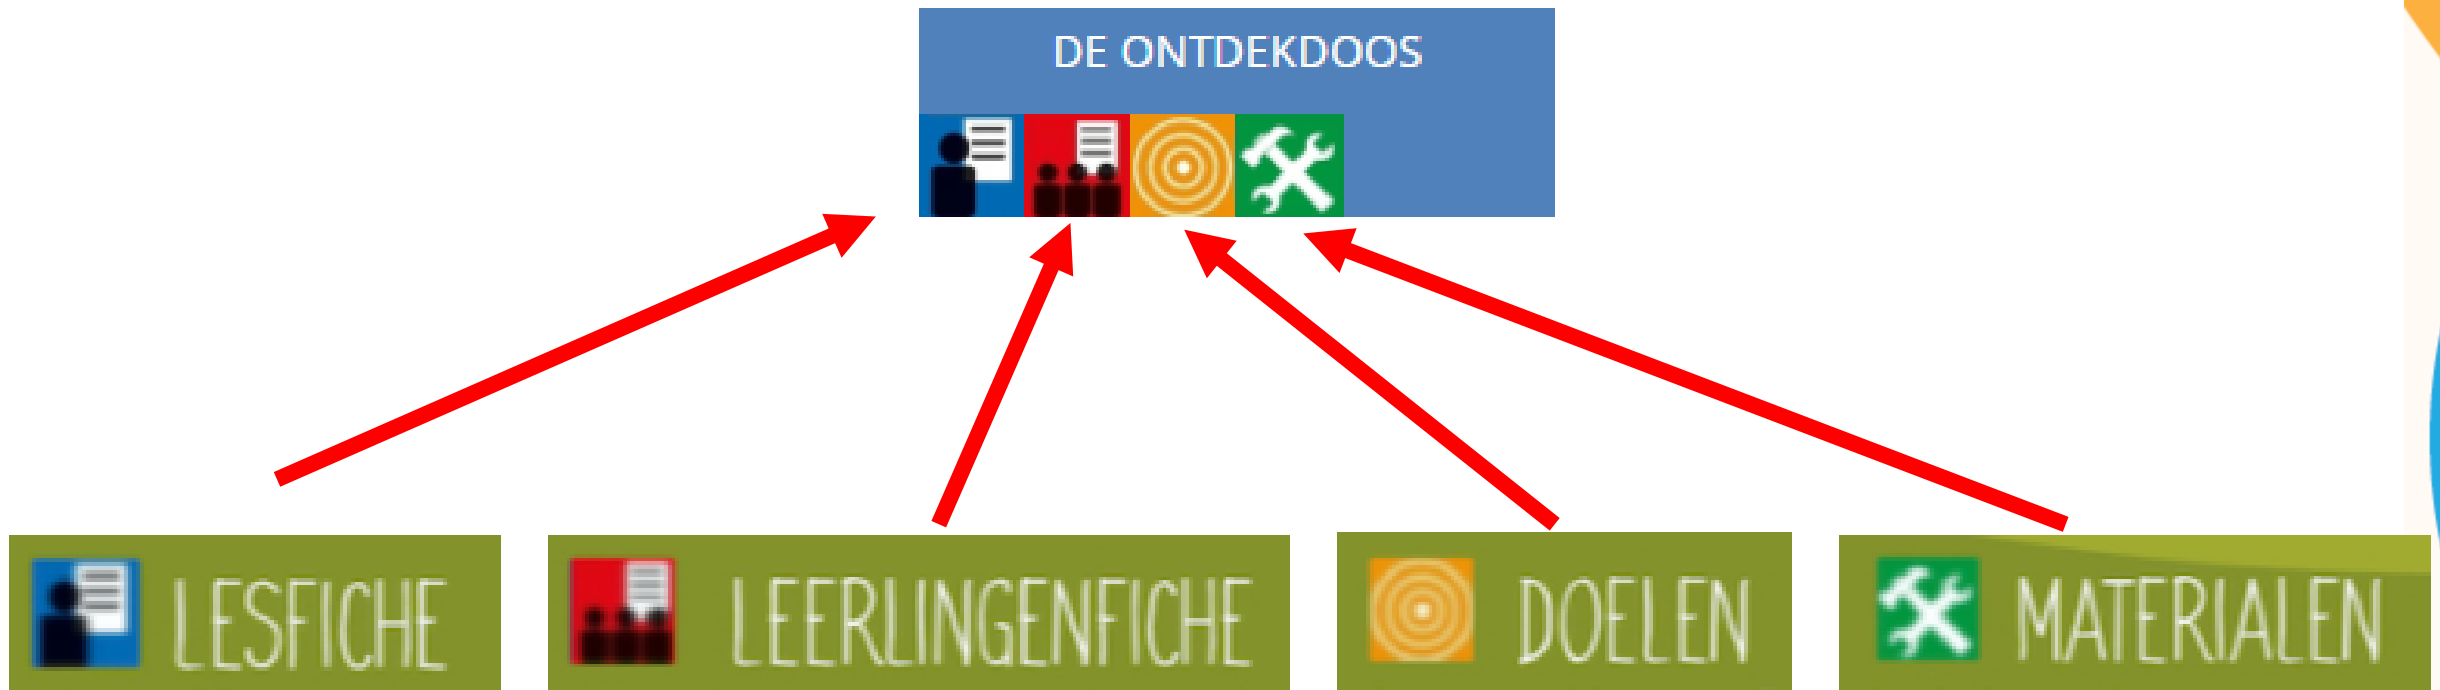 DE ONTDEKDOOS
LESFICHE
LEERLINGENFICHE
DOELEN
MATERIALEN